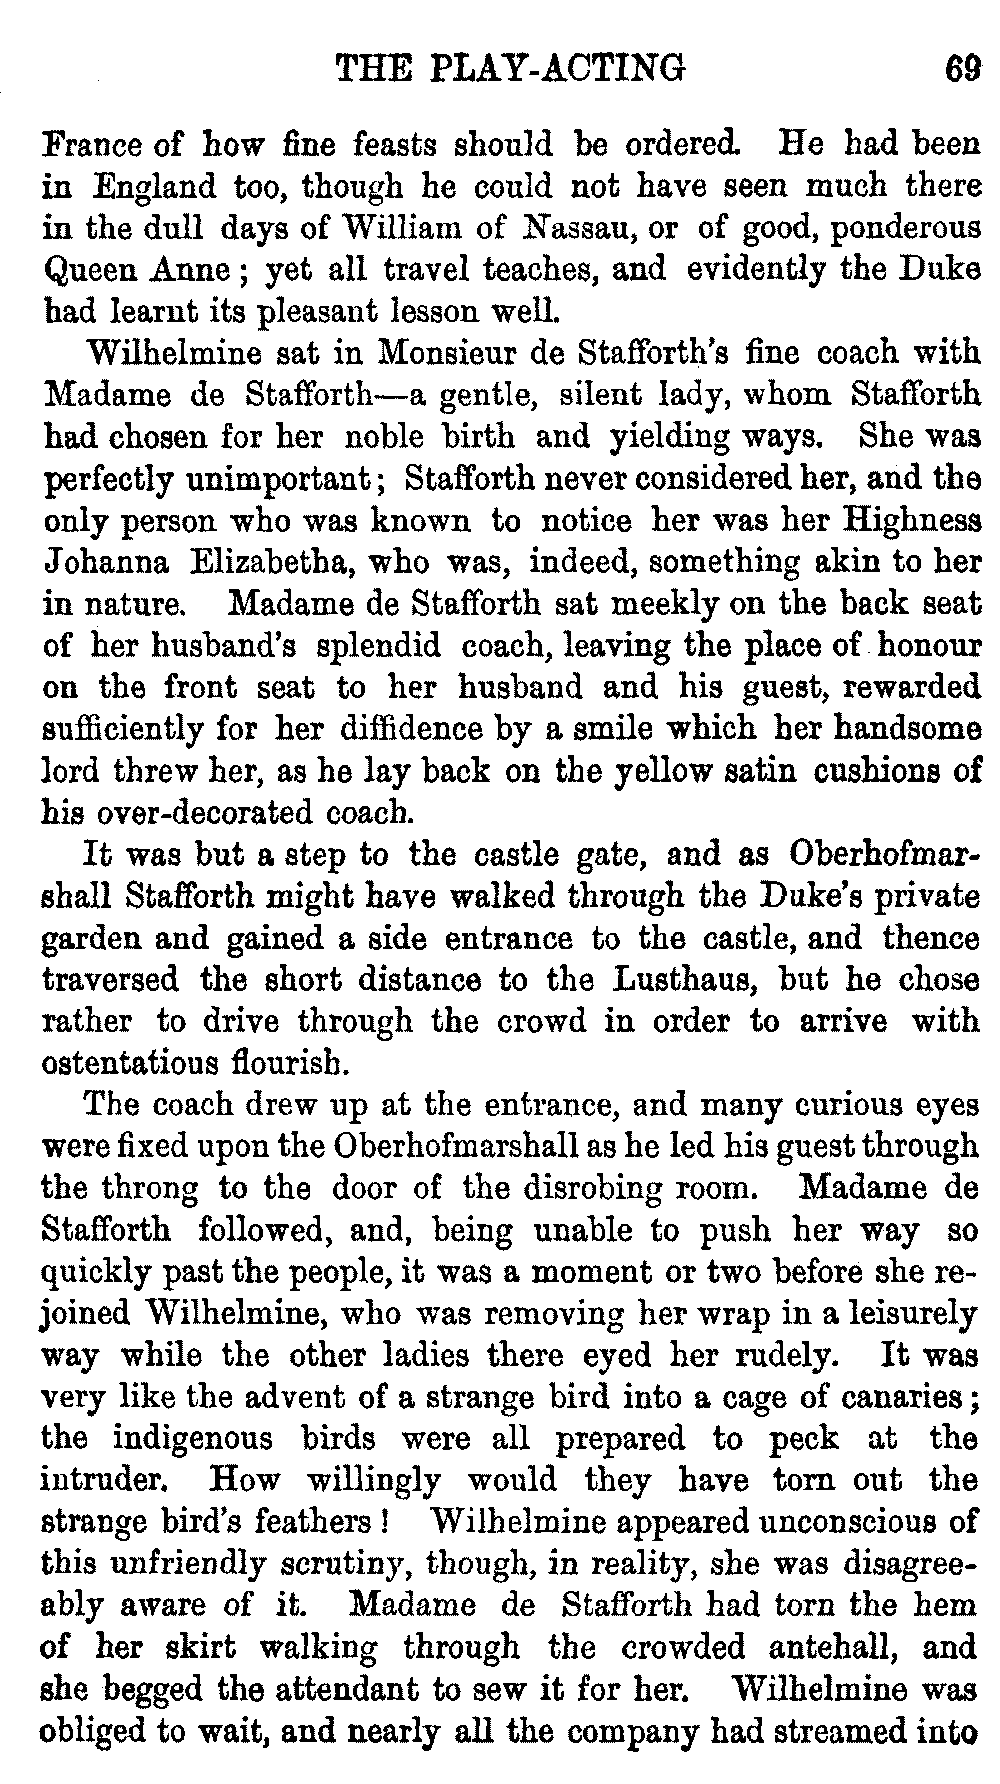 THE PLAY-ACTING 69
France of how fine feasts should be ordered. He had been
in England too, though he could not have seen much there
in the dull days of William of Nassau, or of good, ponderous
Queen Anne; yet all travel teaches, and evidently the Duke
had learnt its pleasant lesson well.
Wilhelmine sat in Monsieur de Stafforth's fine coach with
Madame de Stafforth—a gentle, silent lady, whom Stafforth
had chosen for her noble birth and yielding ways. She was
perfectly unimportant; Stafforth never considered her, and the
only person who was known to notice her was her Highness
Johanna Elizabetha, who was, indeed, something akin to her
in nature. Madame de Stafforth sat meekly on the back seat
of her husband's splendid coach, leaving the place of honour
on the front seat to her husband and his guest, rewarded
sufficiently for her diffidence by a smile which her handsome
lord threw her, as he lay back on the yellow satin cushions of
his over-decorated coach.
It was but a step to the castle gate, and as Oberhofmar-
shall Stafforth might have walked through the Duke's private
garden and gained a side entrance to the castle, and thence
traversed the short distance to the Lusthaus, but he chose
rather to drive through the crowd in order to arrive with
ostentatious flourish.
The coach drew up at the entrance, and many curious eyes
were fixed upon the Oberhofmarshall as he led his guest through
the throng to the door of the disrobing room. Madame de
Stafforth followed, and, being unable to push her way so
quickly past the people, it was a moment or two before she re-
joined Wilhelmine, who was removing her wrap in a leisurely
way while the other ladies there eyed her rudely. It was
very like the advent of a strange bird into a cage of canaries;
the indigenous birds were all prepared to peck at the
intruder. How willingly would they have torn out the
strange bird's feathers! Wilhelmine appeared unconscious of
this unfriendly scrutiny, though, in reality, she was disagree-
ably aware of it. Madame de Stafforth had torn the hem
of her skirt walking through the crowded antehall, and
she begged the attendant to sew it for her. Wilhelmine was
obliged to wait, and nearly all the company had streamed into